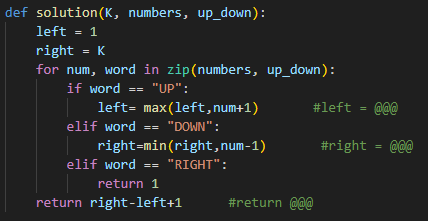 def solution(K, numbers, up_down):
    left = 1
    right = K
    for num, word in zip(numbers, up_down):
        if word == "UP":
            left= max(left,num+1)       #left = @@@
        elif word == "DOWN":
            right=min(right,num-1)       #right = @@@
        elif word == "RIGHT":
            return 1
    return right-left+1      #return @@@